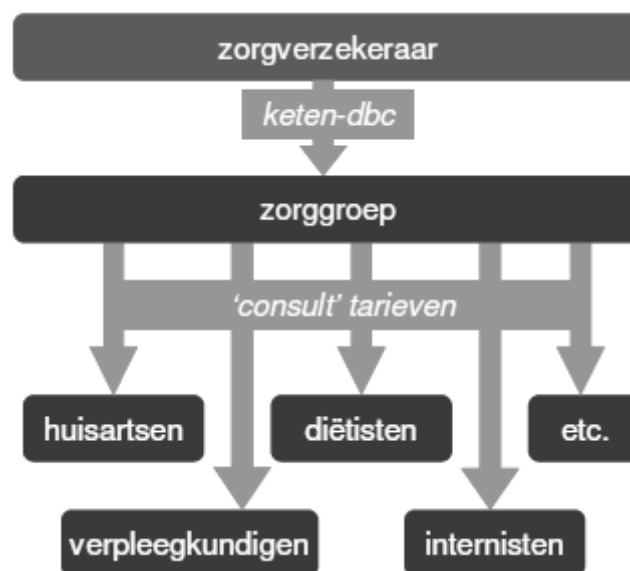 zorgverzekeraar
keten-dbc
zorggroep
‘consult’ tarieven
huisartsen
diëtisten
etc.
verpleegkundigen
internisten